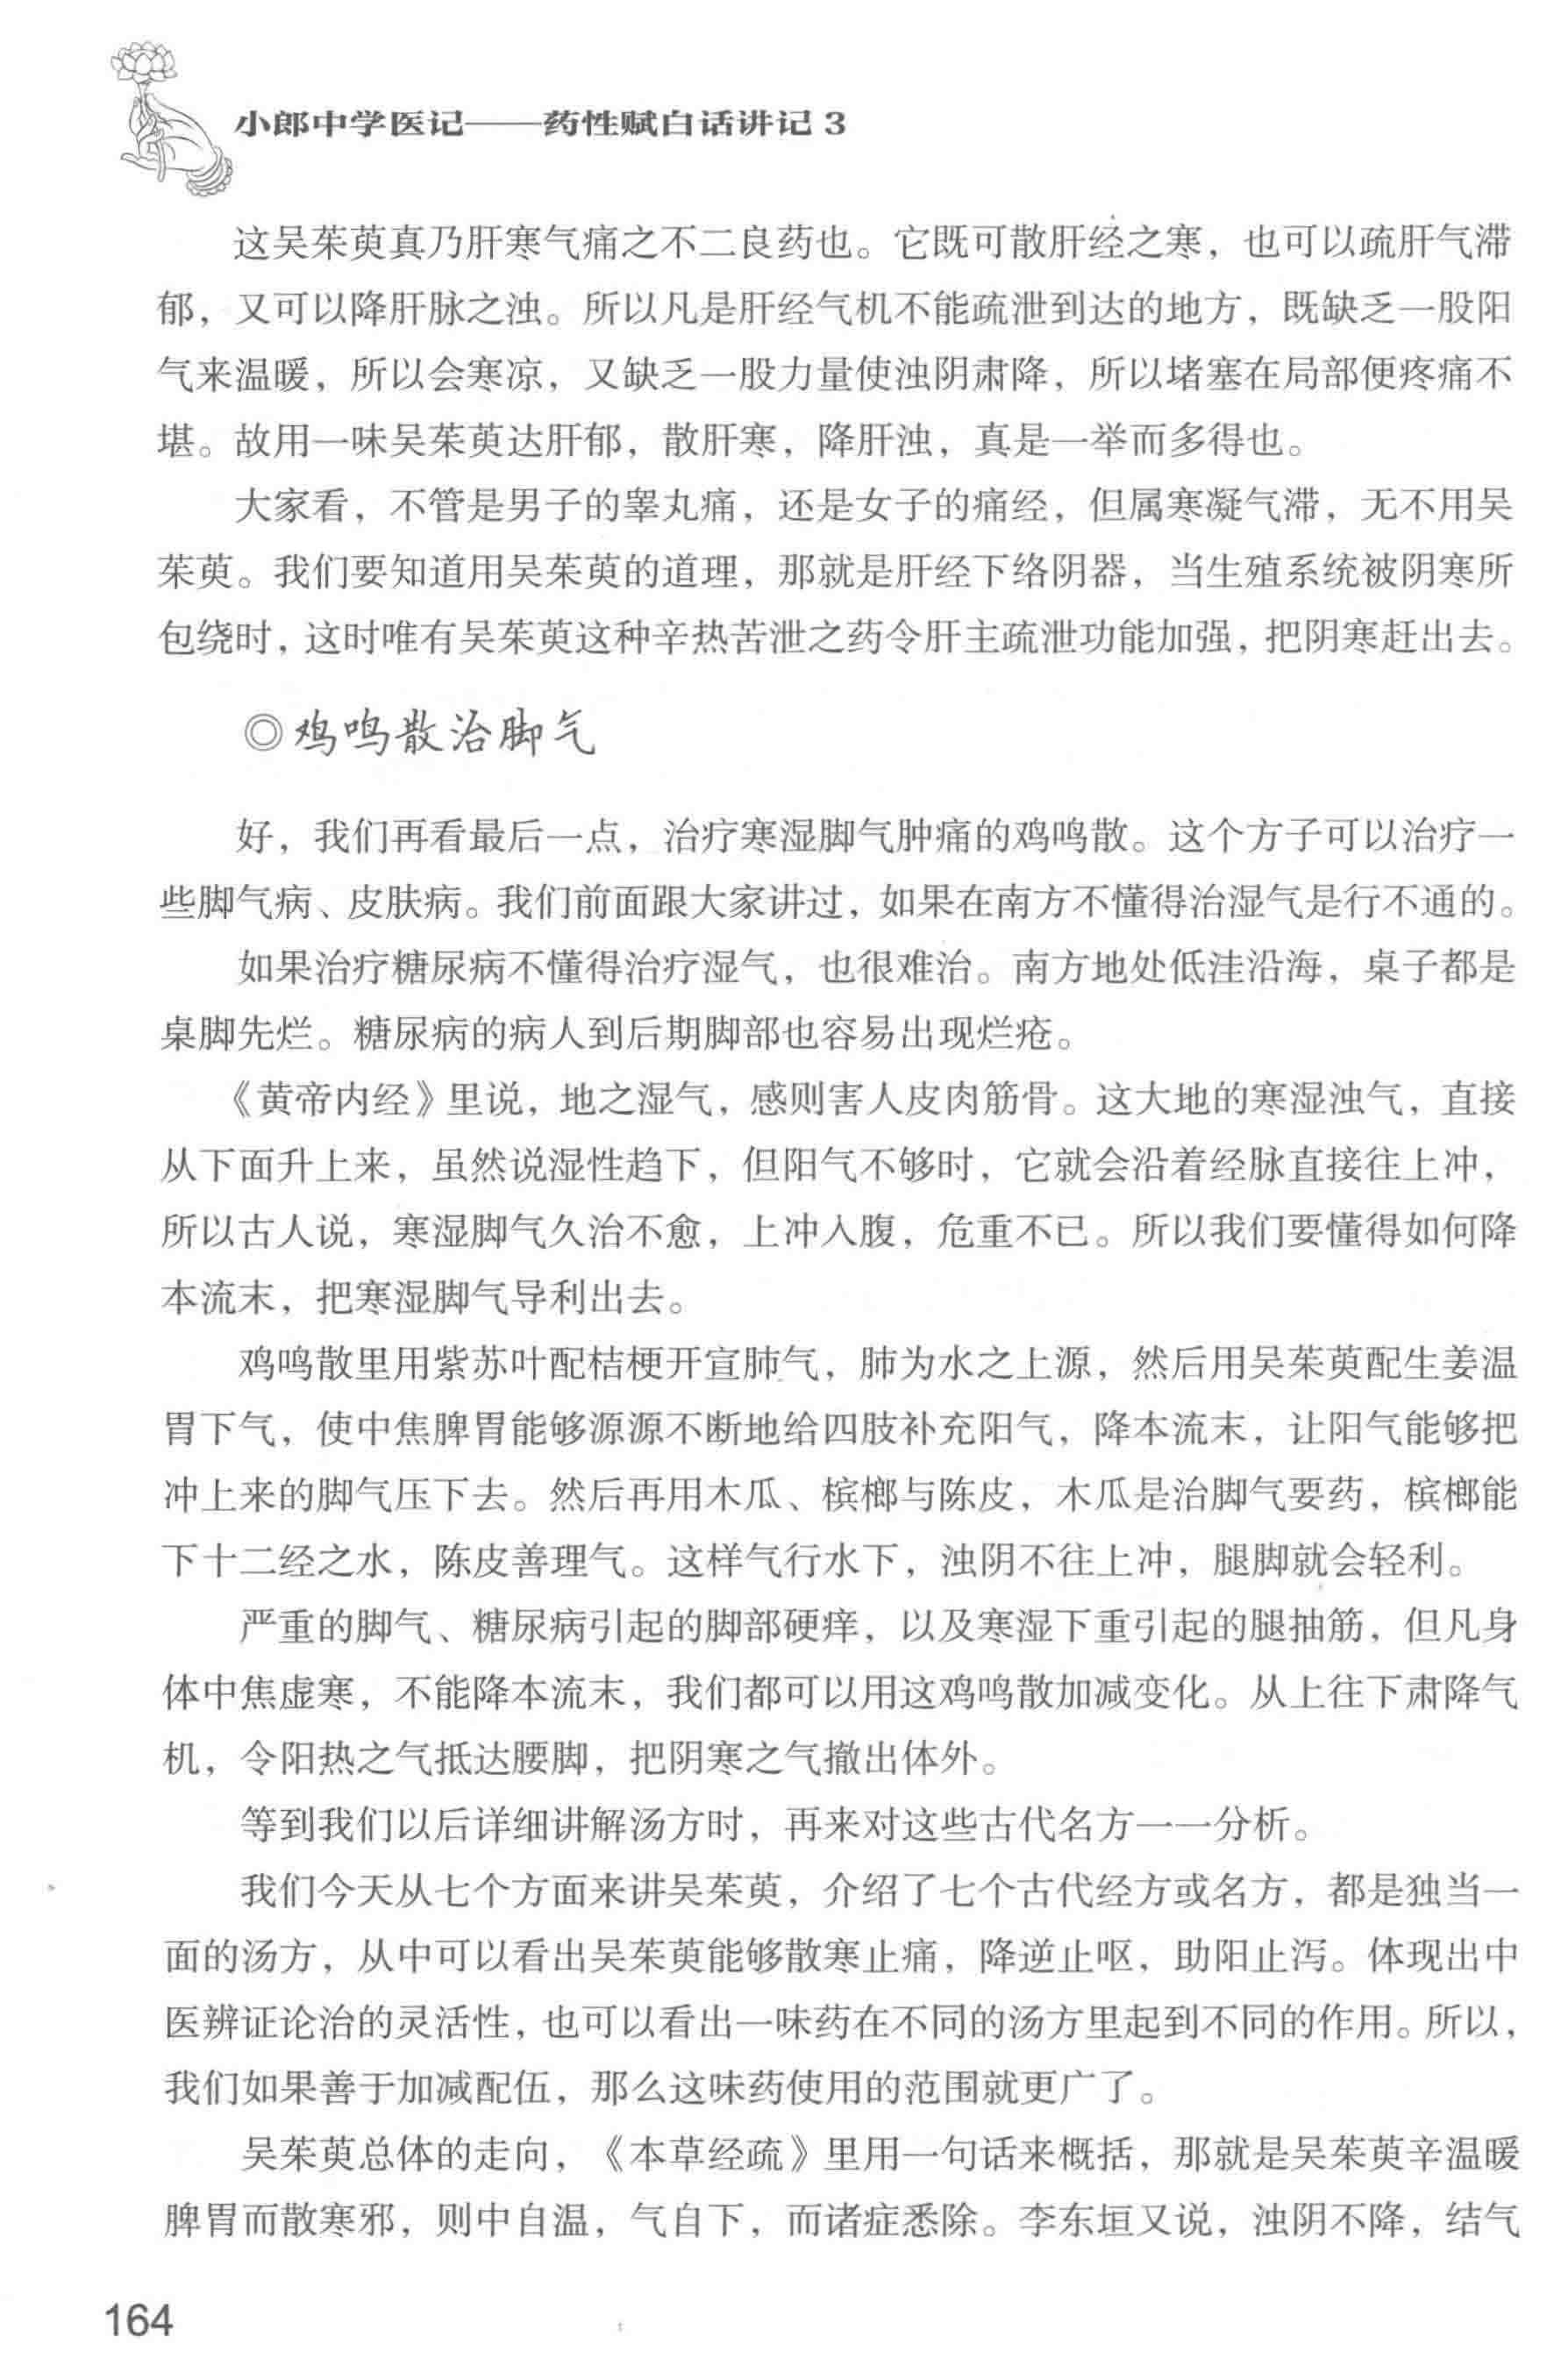 小郎中学医记——药性赋白话讲记 3
这吴茱萸真乃肝寒气痛之不二良药也。它既可散肝经之寒，也可以疏肝气滞
郁，又可以降肝脉之浊。所以凡是肝经气机不能疏泄到达的地方，既缺乏一股阳
气来温暖，所以会寒凉，又缺乏一股力量使浊阴肃降，所以堵塞在局部便疼痛不
堪。故用一味吴茱萸达肝郁，散肝寒，降肝浊，真是一举而多得也。
大家看，不管是男子的睾丸痛，还是女子的痛经，但属寒凝气滞，无不用吴
茱萸。我们要知道用吴茱萸的道理，那就是肝经下络阴器，当生殖系统被阴寒所
包绕时，这时唯有吴茱萸这种辛热苦泄之药令肝主疏泄功能加强，把阴寒赶出去。
◎鸡鸣散治脚气
好，我们再看最后一点，治疗寒湿脚气肿痛的鸡鸣散。这个方子可以治疗一
些脚气病、皮肤病。我们前面跟大家讲过，如果在南方不懂得治湿气是行不通的。
如果治疗糖尿病不懂得治疗湿气，也很难治。南方地处低洼沿海，桌子都是
桌脚先烂。糖尿病的病人到后期脚部也容易出现烂疮。
《黄帝内经》里说，地之湿气，感则害人皮肉筋骨。这大地的寒湿浊气，直接
从下面升上来，虽然说湿性趋下，但阳气不够时，它就会沿着经脉直接往上冲，
所以古人说，寒湿脚气久治不愈，上冲入腹，危重不已。所以我们要懂得如何降
本流末，把寒湿脚气导利出去。
鸡鸣散里用紫苏叶配桔梗开宣肺气，肺为水之上源，然后用吴茱萸配生姜温
胃下气，使中焦脾胃能够源源不断地给四肢补充阳气，降本流末，让阳气能够把
冲上来的脚气压下去。然后再用木瓜、槟榔与陈皮，木瓜是治脚气要药，槟榔能
下十二经之水，陈皮善理气。这样气行水下，浊阴不往上冲，腿脚就会轻利。
严重的脚气、糖尿病引起的脚部硬痒，以及寒湿下重引起的腿抽筋，但凡身
体中焦虚寒，不能降本流末，我们都可以用这鸡鸣散加减变化。从上往下肃降气
机，令阳热之气抵达腰脚，把阴寒之气撤出体外。
等到我们以后详细讲解汤方时，再来对这些古代名方一一分析。
我们今天从七个方面来讲吴茱萸，介绍了七个古代经方或名方，都是独当一
面的汤方，从中可以看出吴茱萸能够散寒止痛，降逆止呕，助阳止泻。体现出中
医辨证论治的灵活性，也可以看出一味药在不同的汤方里起到不同的作用。所以，
我们如果善于加减配伍，那么这味药使用的范围就更广了。
吴茱萸总体的走向，《本草经疏》里用一句话来概括，那就是吴茱萸辛温暖
脾胃而散寒邪，则中自温，气自下，而诸症悉除。李东垣又说，浊阴不降，结气
164